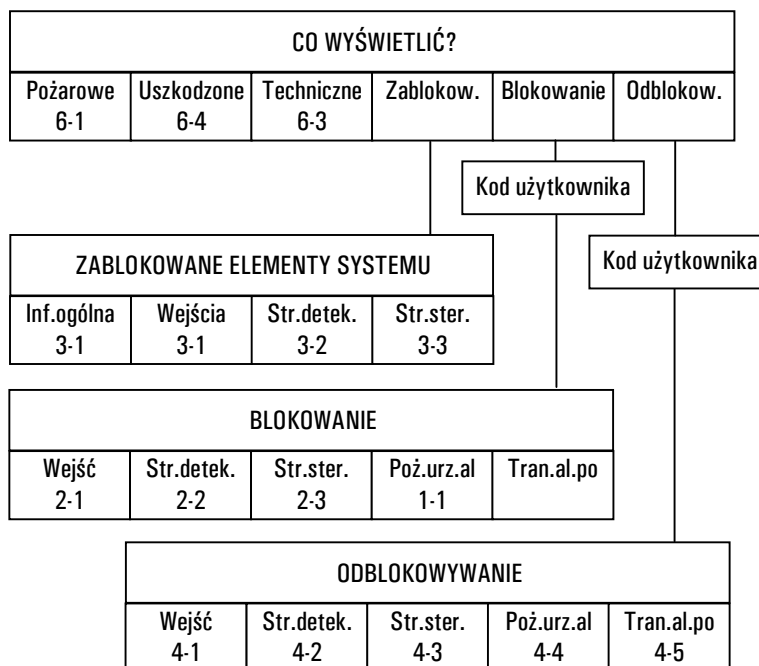 CO WYŚWIETLIĆ?
Pożarowe Uszkodzone Techniczne Zablokow. Blokowanie Odblokow.
6-1 6-4 6-3
Kod użytkownika
Kod użytkownika
ZABLOKOWANE ELEMENTY SYSTEMU
Inf.ogólna Wejścia Str.detek. Str.ster.
3-1 3-1 3-2 3-3
BLOKOWANIE
Wejść Str.detek. Str.ster. Poż.urz.al Tran.al.po
2-1 2-2 2-3 1-1
ODBLOKOWYWANIE
Wejść Str.detek. Str.ster. Poż.urz.al Tran.al.po
4-1 4-2 4-3 4-4 4-5